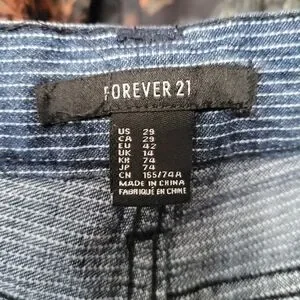 FOREVER 21
US 29
CA 29
EU 42
UK 14
KR 74
JP 74
CN 155/74A
MADE IN CHINA
FABRIQUÉ EN CHINE